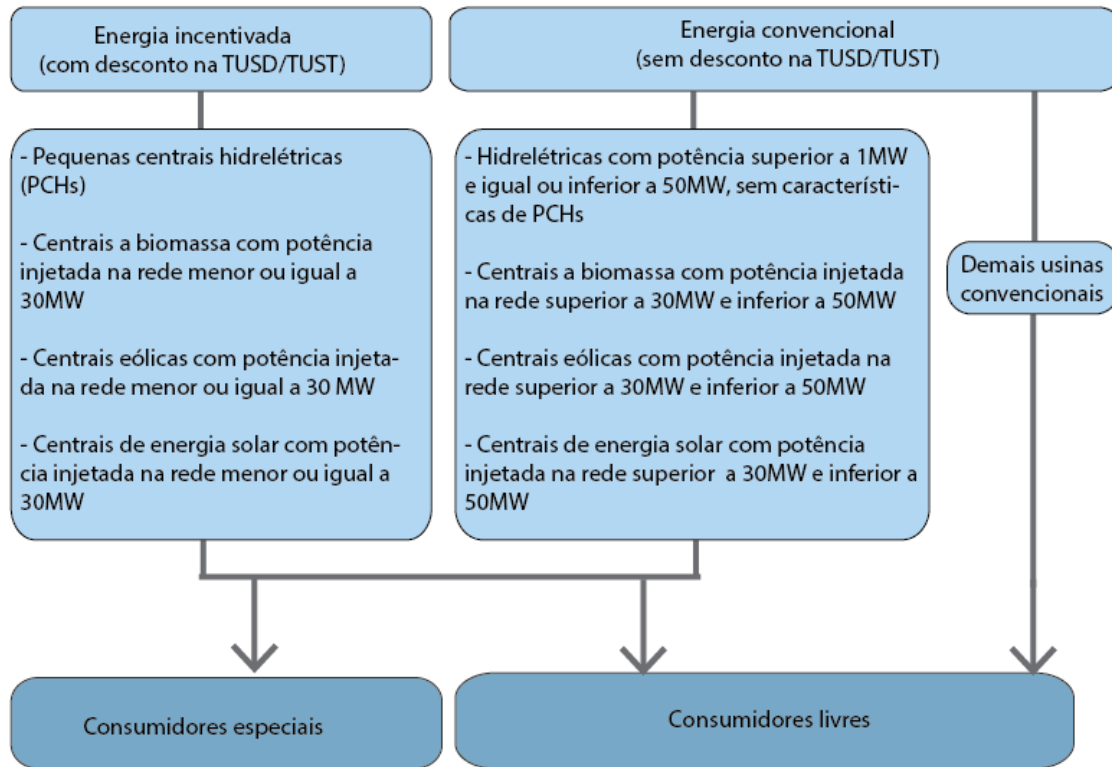 Energia incentivada
(com desconto na TUSD/TUST)
Energia convencional
(sem desconto na TUSD/TUST)
- Pequenas centrais hidrelétricas
(PCHs)
- Centrais a biomassa com potência
injetada na rede menor ou igual a
30MW
- Centrais eólicas com potência injeta-
da na rede menor ou igual a 30 MW
- Centrais de energia solar com potên-
cia injetada na rede menor ou igual a
30MW
- Hidrelétricas com potência superior a 1MW
e igual ou inferior a 50MW, sem característi-
cas de PCHs
- Centrais a biomassa com potência injetada
na rede superior a 30MW e inferior a 50MW
- Centrais eólicas com potência injetada na
rede superior a 30MW e inferior a 50MW
- Centrais de energia solar com potência
injetada na rede superior a 30MW e inferior a
50MW
Demais usinas
convencionais
Consumidores especiais
Consumidores livres